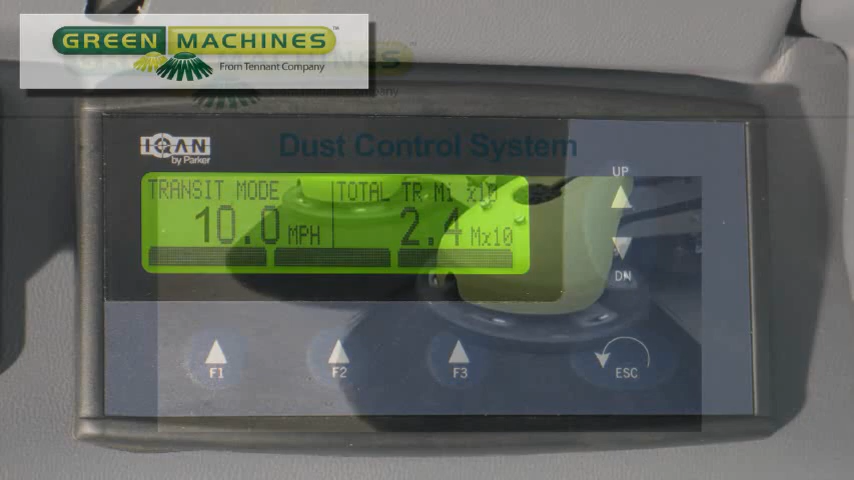 GREEN MACHINES™
From Tennant Company
IQAN
by Parker
Dust Control System
TRANSIT MODE
TOTAL TR Mi x10
10.0 MPH
2.4 Mx10
UP
DN
F1
F2
F3
ESC